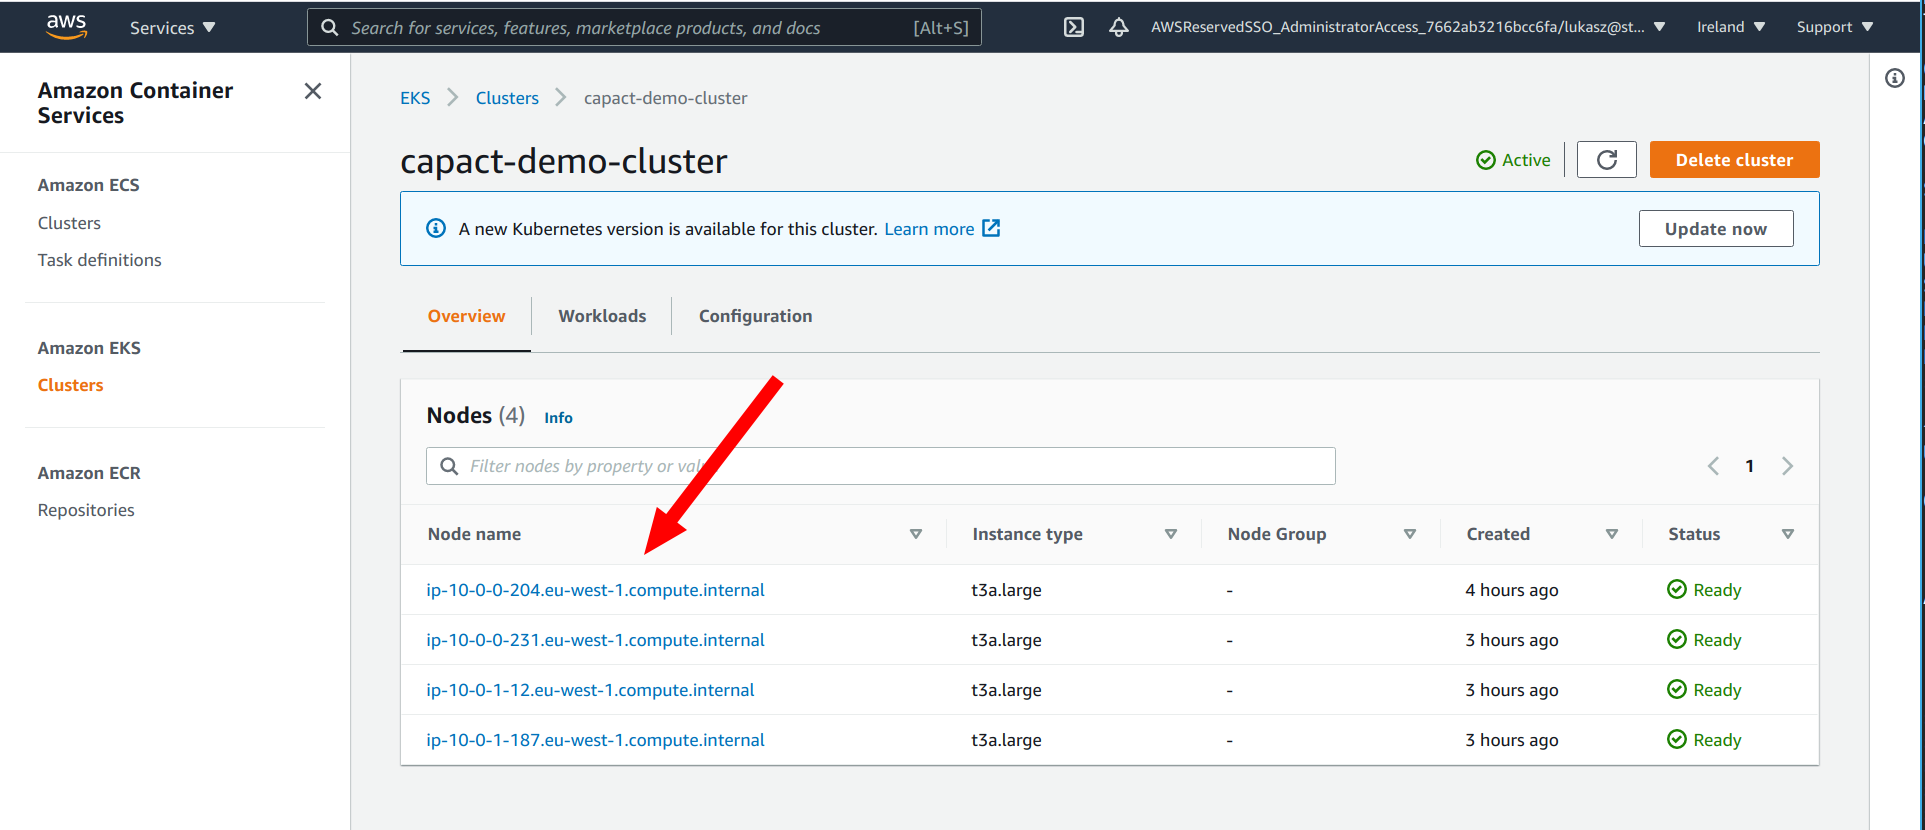 aws
Services
Search for services, features, marketplace products, and docs [Alt+S]
AWSReservedSSO_AdministratorAccess_7662ab3216bcc6fa/lukasz@st...
Ireland
Support
Amazon Container
Services
Amazon ECS
Clusters
Task definitions
Amazon EKS
Clusters
Amazon ECR
Repositories
EKS Clusters capact-demo-cluster
capact-demo-cluster
Active
Delete cluster
A new Kubernetes version is available for this cluster. Learn more
Update now
Overview Workloads Configuration
Nodes (4) Info
Filter nodes by property or
1
Node name Instance type Node Group Created Status
ip-10-0-0-204.eu-west-1.compute.internal t3a.large - 4 hours ago Ready
ip-10-0-0-231.eu-west-1.compute.internal t3a.large - 3 hours ago Ready
ip-10-0-1-12.eu-west-1.compute.internal t3a.large - 3 hours ago Ready
ip-10-0-1-187.eu-west-1.compute.internal t3a.large - 3 hours ago Ready